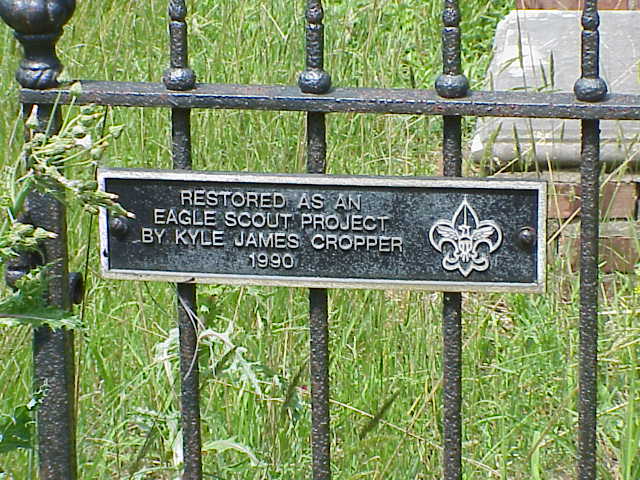 RESTORED AS AN
EAGLE SCOUT PROJECT
BY KYLE JAMES CROPPER
1990